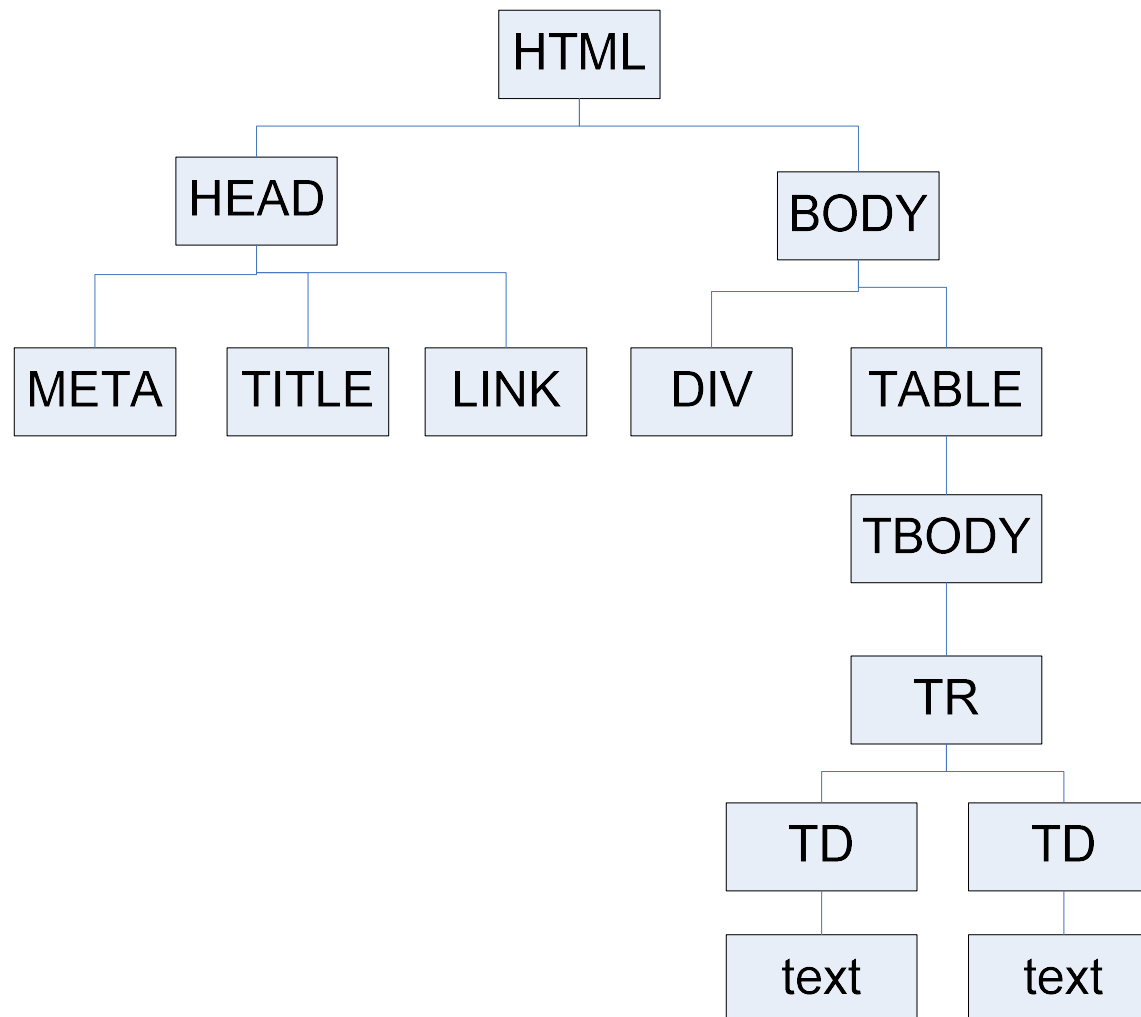 HTML
HEAD
BODY
META
TITLE
LINK
DIV
TABLE
TBODY
TR
TD
TD
text
text